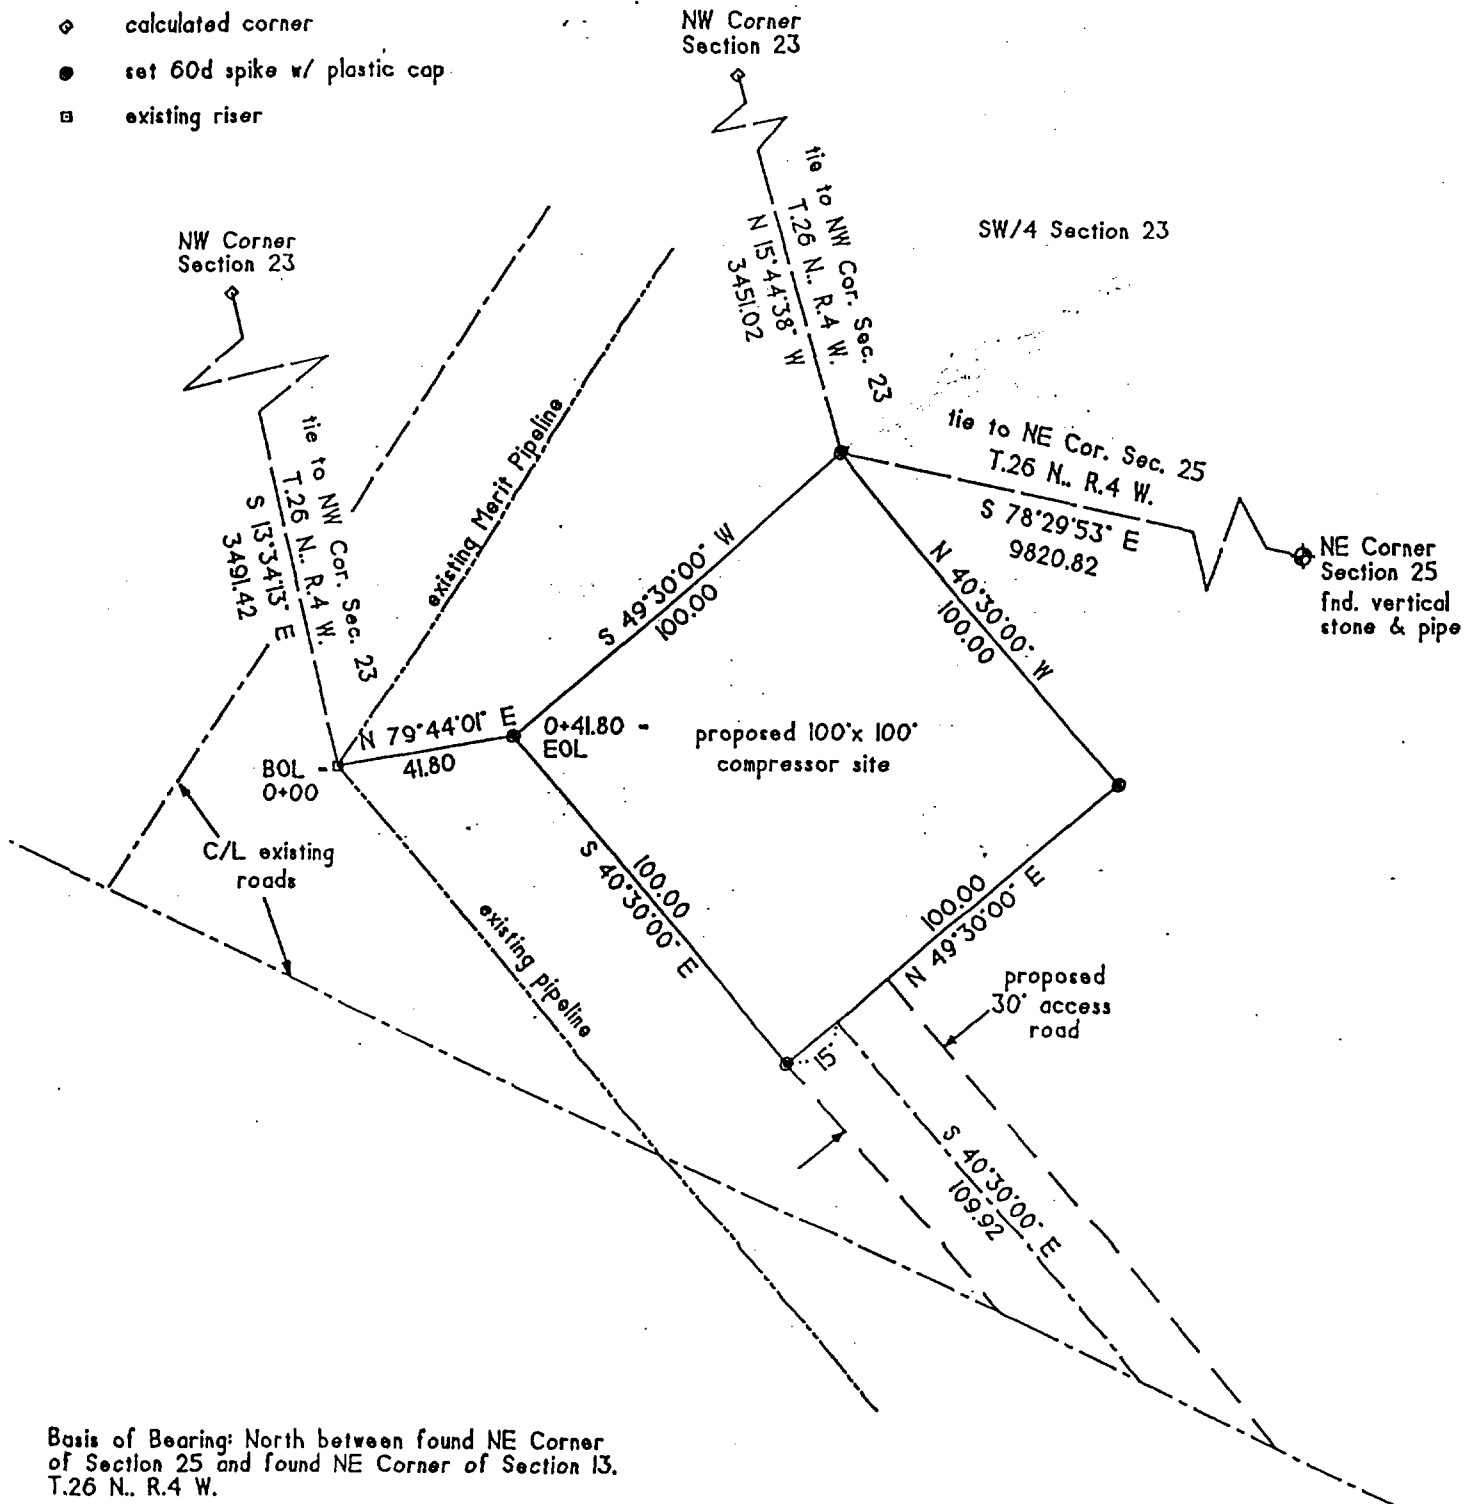 calculated corner
set 60d spike w/ plastic cap
existing riser
NW Corner
Section 23
NW Corner
Section 23
SW/4 Section 23
tie to NW Cor. Sec. 23
T.26 N., R.4 W.
N 15°44'38" W
3451.02
tie to NW Cor. Sec. 23
T.26 N., R.4 W.
S 13°34'13" E
3491.42
existing Merit Pipeline
tie to NE Cor. Sec. 25
T.26 N., R.4 W.
S 78°29'53" E
9820.82
NE Corner
Section 25
fnd. vertical
stone & pipe
S 49°30'00" W
100.00
N 40°30'00" W
100.00
N 79°44'01" E
41.80
0+41.80 -
EOL
BOL -
0+00
proposed 100'x 100'
compressor site
C/L existing
roads
100.00
S 40°30'00" E
existing pipeline
100.00
N 49°30'00" E
proposed
30' access
road
15'
S 40°30'00" E
109.92
Basis of Bearing: North between found NE Corner
of Section 25 and found NE Corner of Section 13,
T.26 N., R.4 W.